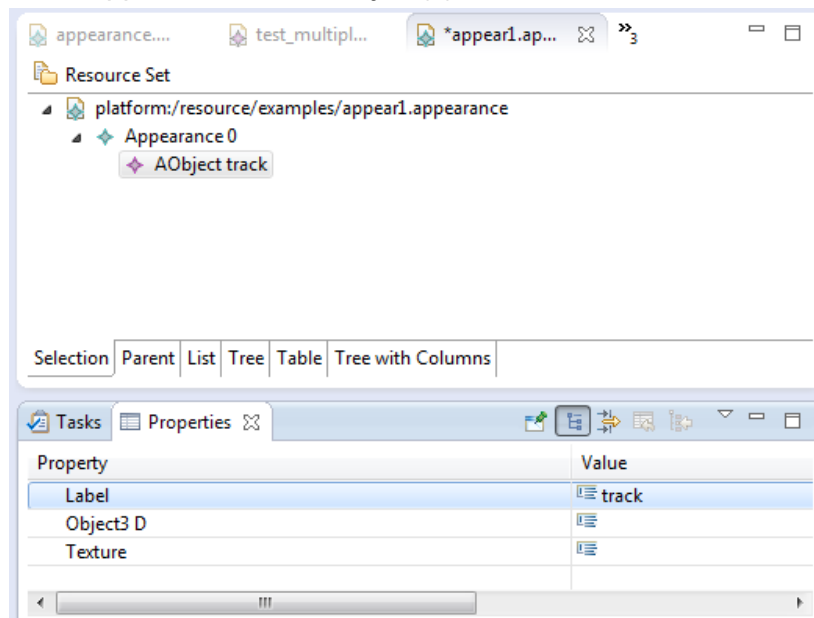 appearance.... test_multipl... *appear1.ap... »3
Resource Set
platform:/resource/examples/appear1.appearance
Appearance 0
AObject track
Selection Parent List Tree Table Tree with Columns
Tasks Properties
Property Value
Label track
Object3 D
Texture